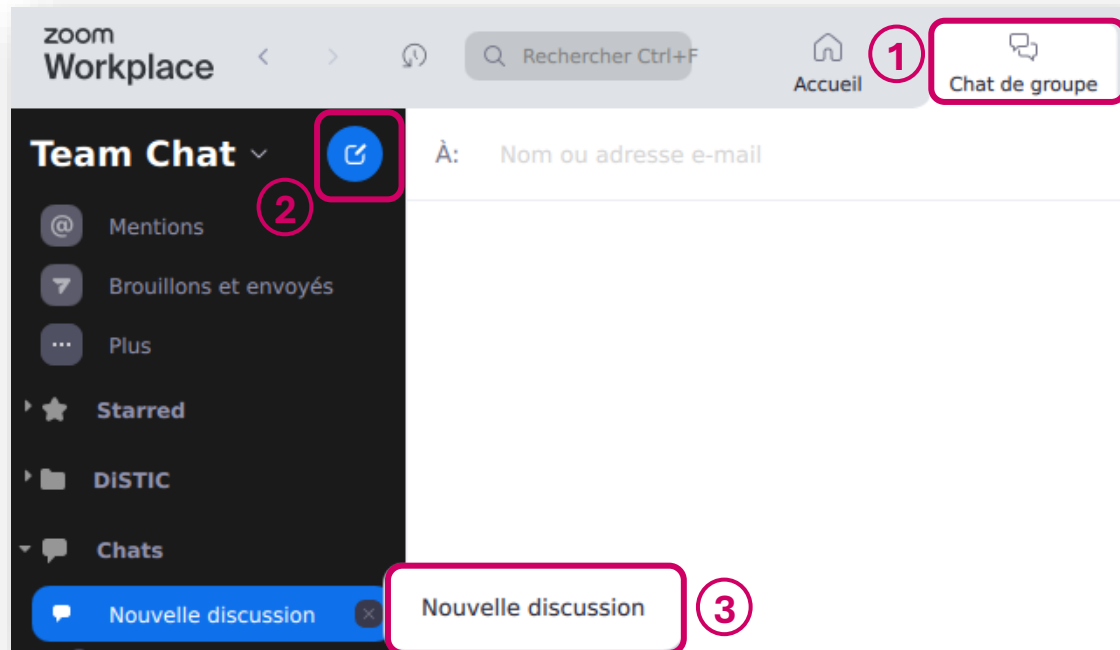 zoom
Workplace
Rechercher Ctrl+F
Accueil
1
Chat de groupe
Team Chat
2
À:
Nom ou adresse e-mail
@
Mentions
Brouillons et envoyés
Plus
Starred
DiSTIC
Chats
Nouvelle discussion
Nouvelle discussion
3